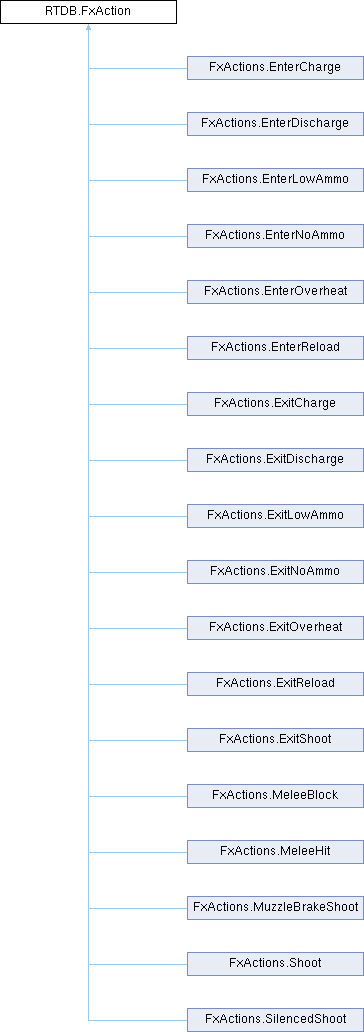 RTDB.FxAction
FxActions.EnterCharge
FxActions.EnterDischarge
FxActions.EnterLowAmmo
FxActions.EnterNoAmmo
FxActions.EnterOverheat
FxActions.EnterReload
FxActions.ExitCharge
FxActions.ExitDischarge
FxActions.ExitLowAmmo
FxActions.ExitNoAmmo
FxActions.ExitOverheat
FxActions.ExitReload
FxActions.ExitShoot
FxActions.MeleeBlock
FxActions.MeleeHit
FxActions.MuzzleBrakeShoot
FxActions.Shoot
FxActions.SilencedShoot